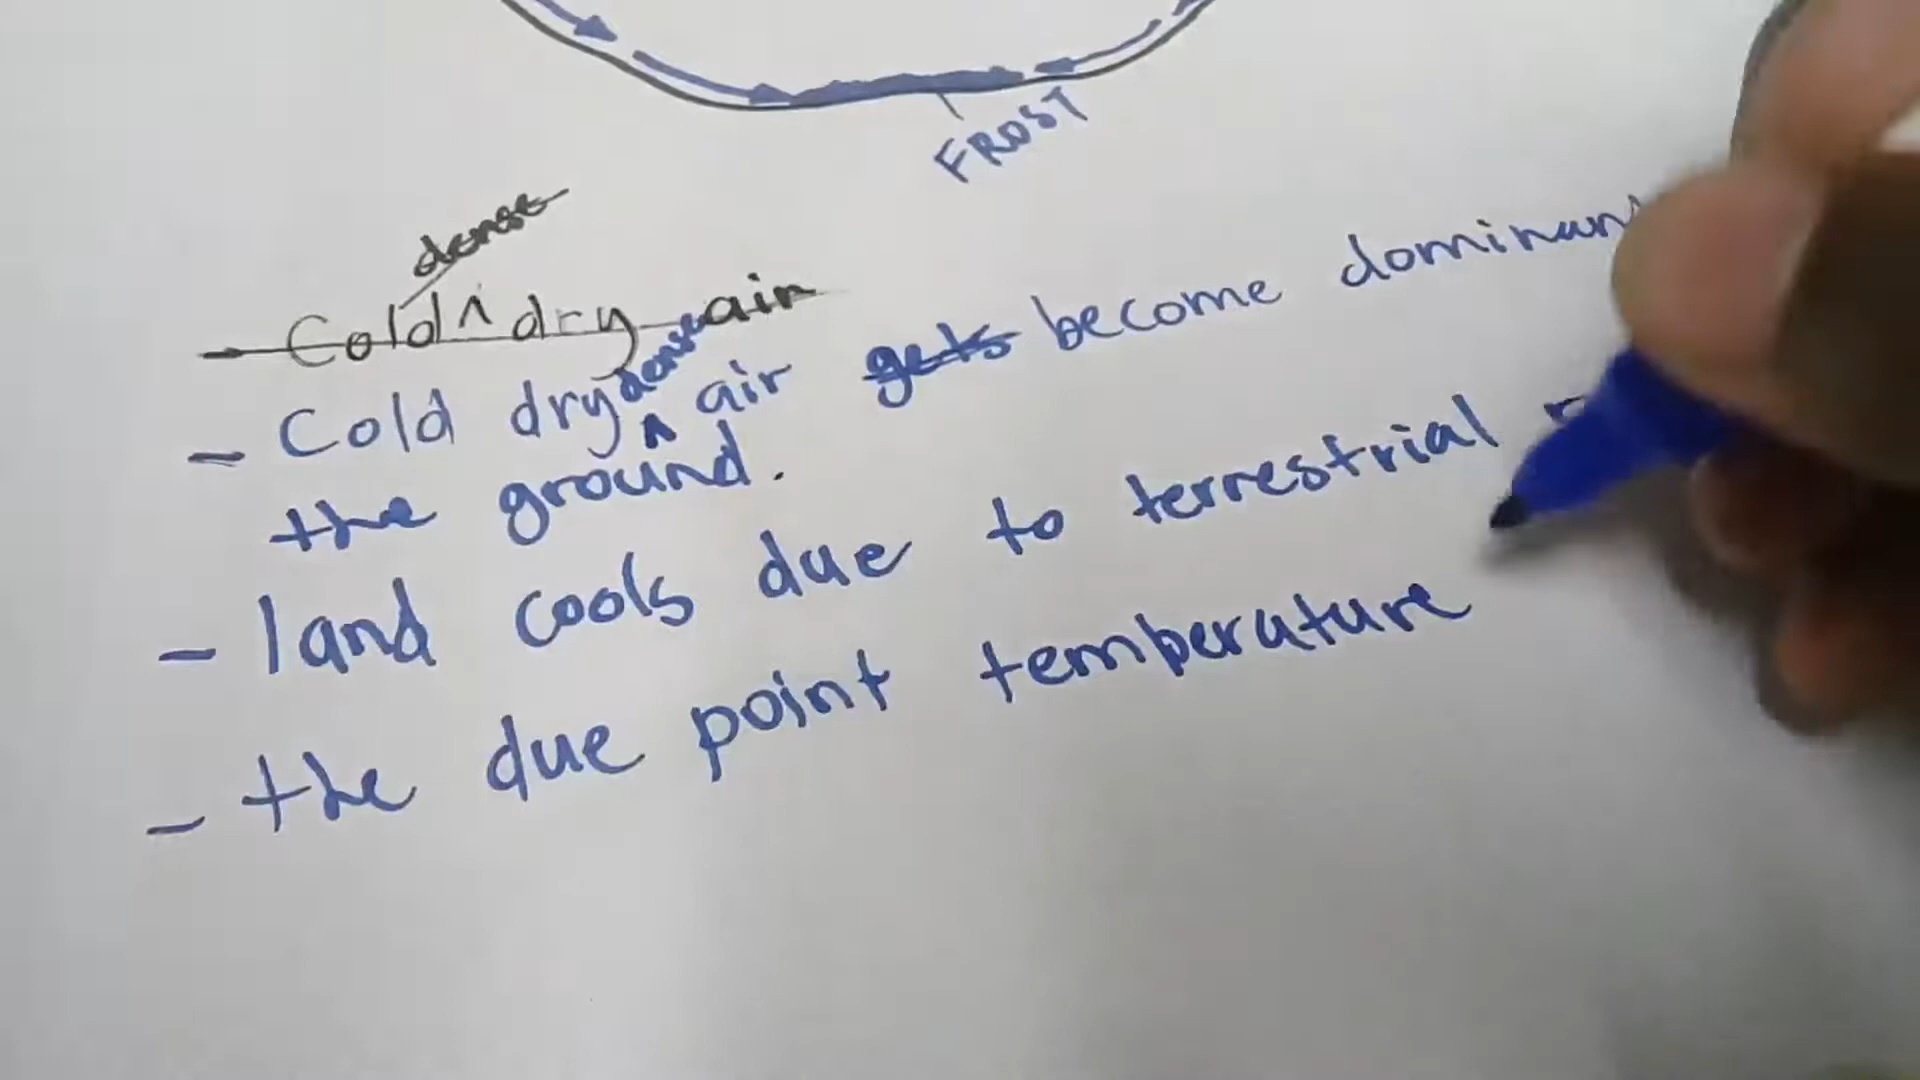 FROST
dense
- Cold ^ dry air
dense
- Cold dry ^ air gets become dominant
the ground.
- land cools due to terrestrial
- the due point temperature